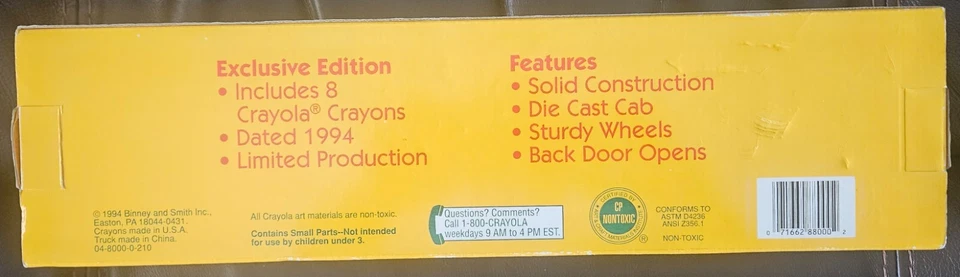 Exclusive Edition
• Includes 8
Crayola® Crayons
• Dated 1994
• Limited Production
Features
• Solid Construction
• Die Cast Cab
• Sturdy Wheels
• Back Door Opens
© 1994 Binney and Smith Inc.,
Easton, PA 18044-0431.
Crayons made in U.S.A.
Truck made in China.
04-8000-0-210
All Crayola art materials are non-toxic.
Contains Small Parts--Not intended
for use by children under 3.
Questions? Comments?
Call 1-800-CRAYOLA
weekdays 9 AM to 4 PM EST.
CERTIFIED BY
CP
NONTOXIC
CONFORMS TO
ASTM D4236
ANSI Z356.1
NON-TOXIC
0 71662 88000 2